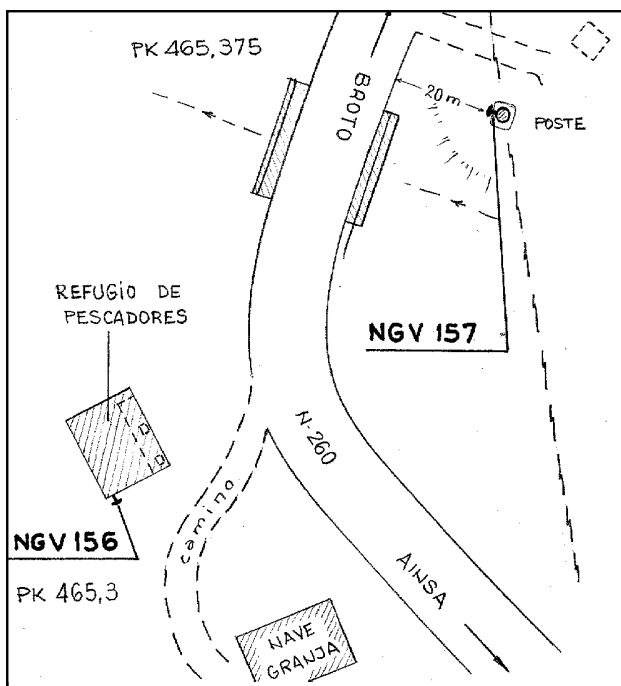 PK 465,375
BROTO
20 m
POSTE
REFUGIO DE
PESCADORES
NGV 157
N-260
camino
NGV 156
PK 465,3
AINSA
NAVE
GRANJA